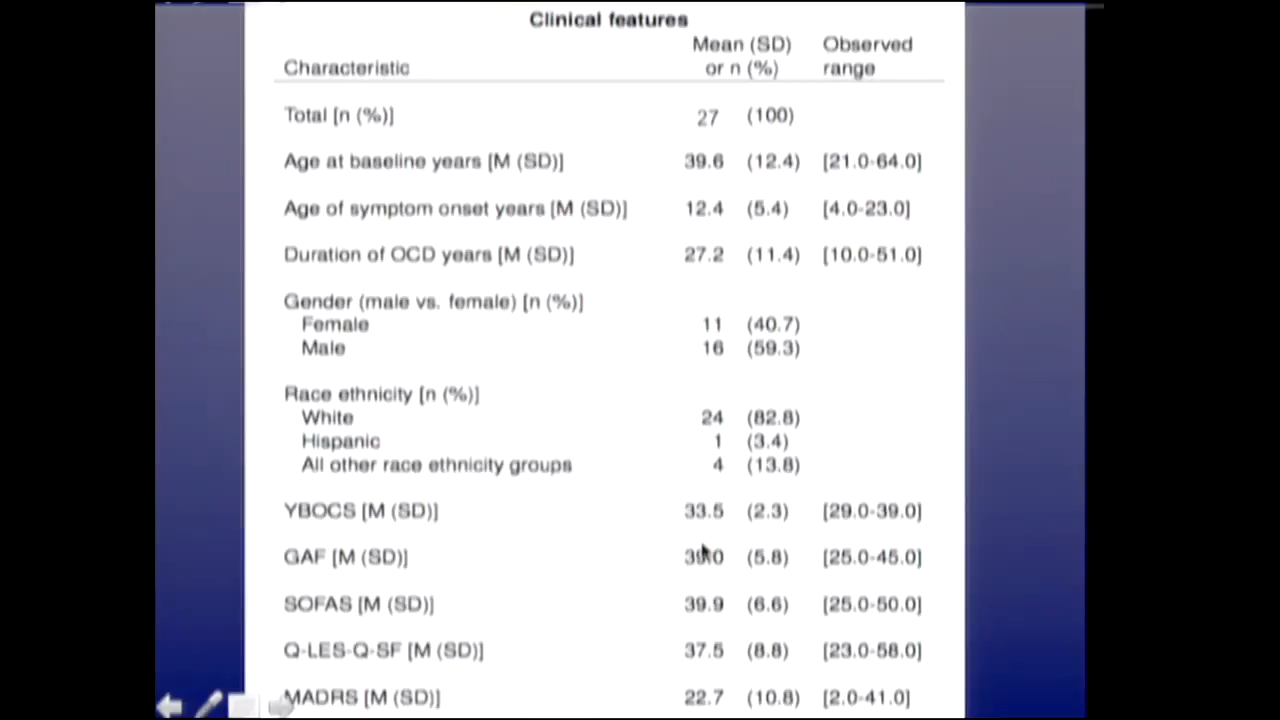 Clinical features
Mean (SD) Observed
Characteristic or n (%) range
Total [n (%)] 27 (100)
Age at baseline years [M (SD)] 39.6 (12.4) [21.0-64.0]
Age of symptom onset years [M (SD)] 12.4 (5.4) [4.0-23.0]
Duration of OCD years [M (SD)] 27.2 (11.4) [10.0-51.0]
Gender (male vs. female) [n (%)]
Female 11 (40.7)
Male 16 (59.3)
Race ethnicity [n (%)]
White 24 (82.8)
Hispanic 1 (3.4)
All other race ethnicity groups 4 (13.8)
YBOCS [M (SD)] 33.5 (2.3) [29.0-39.0]
GAF [M (SD)] (5.8) [25.0-45.0]
SOFAS [M (SD)] 39.9 (6.6) [25.0-50.0]
Q-LES-Q-SF [M (SD)] 37.5 (8.8) [23.0-58.0]
MADRS [M (SD)] 22.7 (10.8) [2.0-41.0]